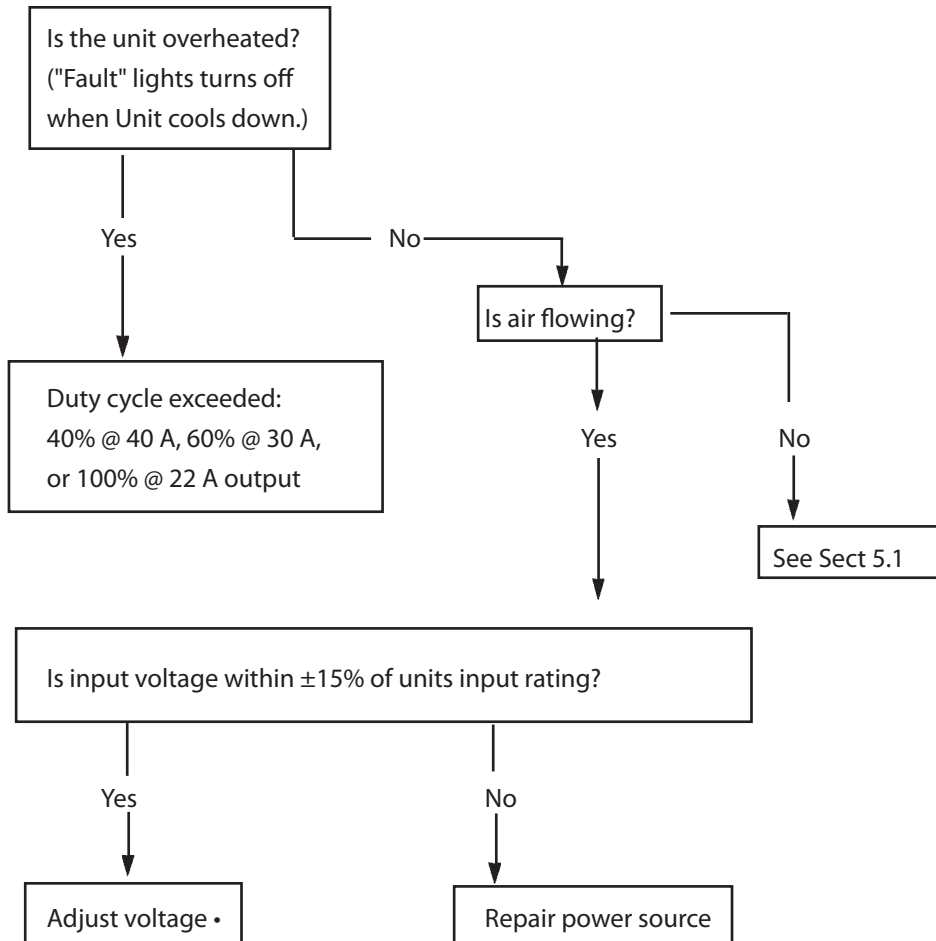 Is the unit overheated?
("Fault" lights turns off
when Unit cools down.)
Yes
No
Is air flowing?
Duty cycle exceeded:
40% @ 40 A, 60% @ 30 A,
or 100% @ 22 A output
Yes
No
See Sect 5.1
Is input voltage within ±15% of units input rating?
Yes
No
Adjust voltage •
Repair power source